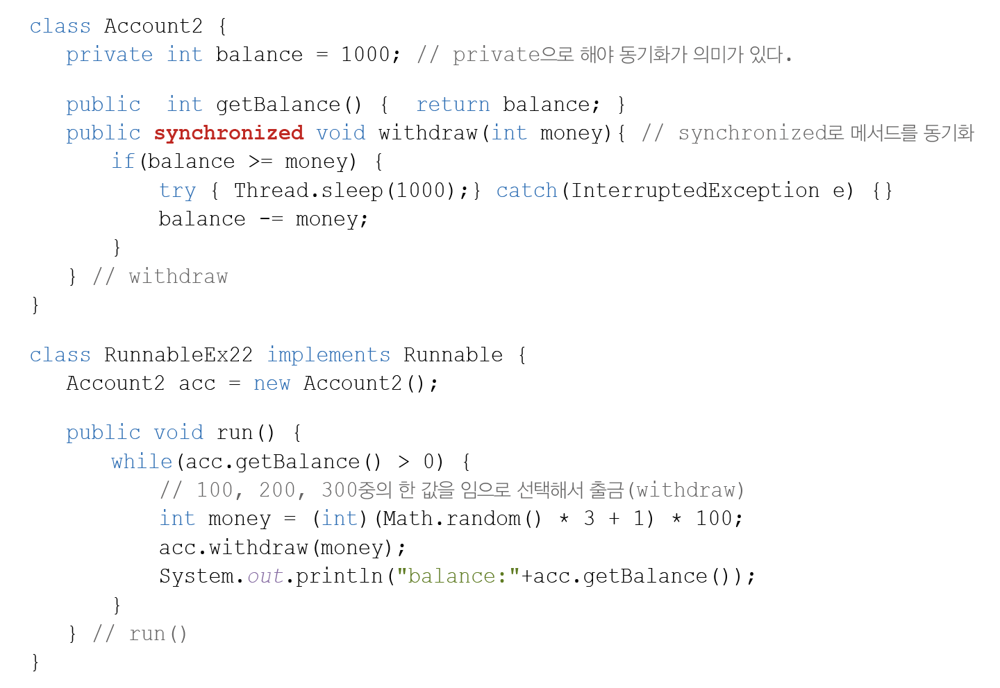 class Account2 {
private int balance = 1000; // private으로 해야 동기화가 의미가 있다.
public  int getBalance() {  return balance; }
public synchronized void withdraw(int money){ // synchronized로 메서드를 동기화
if(balance >= money) {
try { Thread.sleep(1000);} catch(InterruptedException e) {}
balance -= money;
}
} // withdraw
}
class RunnableEx22 implements Runnable {
Account2 acc = new Account2();
public void run() {
while(acc.getBalance() > 0) {
// 100, 200, 300중의 한 값을 임으로 선택해서 출금(withdraw)
int money = (int)(Math.random() * 3 + 1) * 100;
acc.withdraw(money);
System.out.println("balance:"+acc.getBalance());
}
} // run()
}